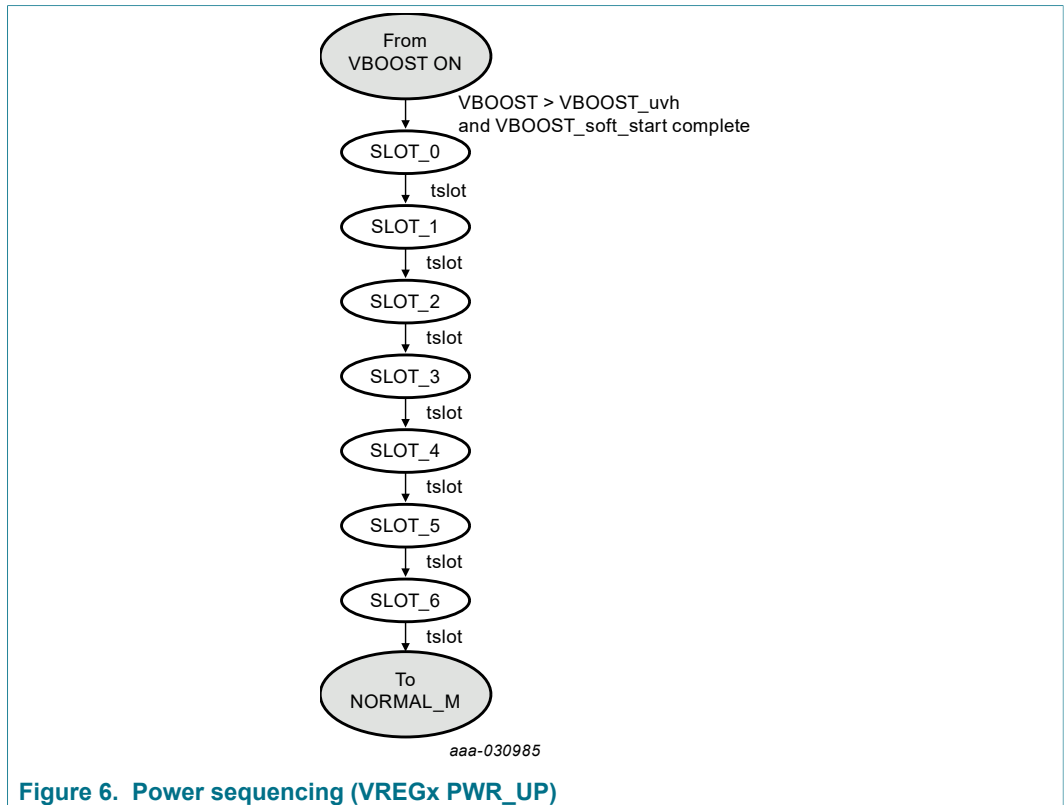 From
VBOOST ON
VBOOST > VBOOST_uvh
and VBOOST_soft_start complete
SLOT_0
tslot
SLOT_1
tslot
SLOT_2
tslot
SLOT_3
tslot
SLOT_4
tslot
SLOT_5
tslot
SLOT_6
tslot
To
NORMAL_M
aaa-030985
Figure 6. Power sequencing (VREGx PWR_UP)